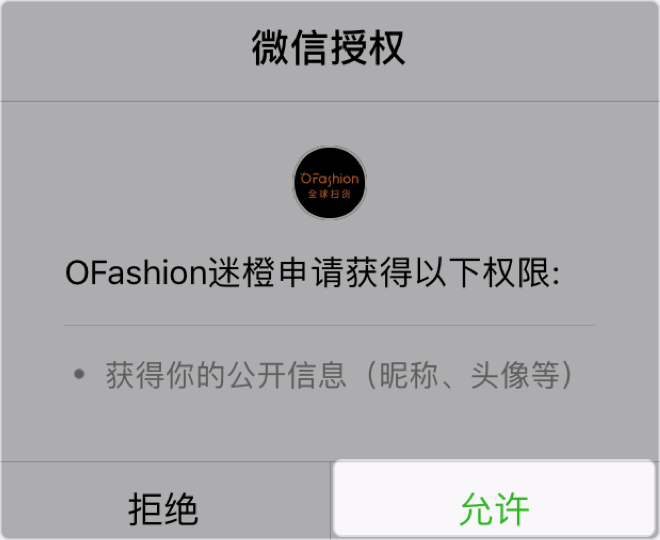 微信授权
OFashion
全球扫货
OFashion迷橙申请获得以下权限:
• 获得你的公开信息（昵称、头像等）
拒绝
允许